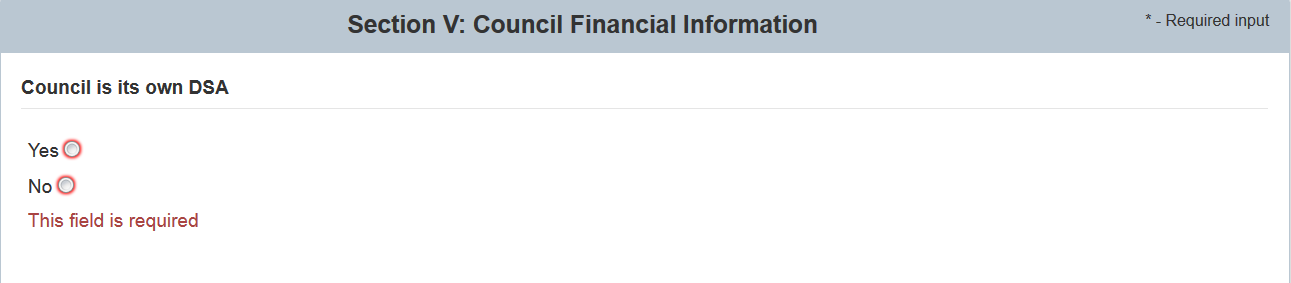 Section V: Council Financial Information
* - Required input
Council is its own DSA
Yes
No
This field is required